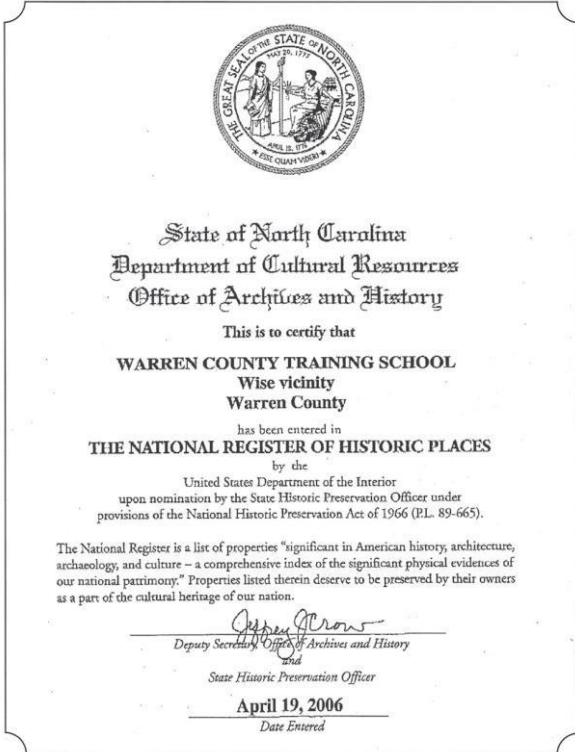 THE GREAT SEAL OF THE STATE OF NORTH CAROLINA
MAY 20, 1775
APRIL 12, 1776
★ ESSE QUAM VIDERI ★
State of North Carolina
Department of Cultural Resources
Office of Archives and History
This is to certify that
WARREN COUNTY TRAINING SCHOOL
Wise vicinity
Warren County
has been entered in
THE NATIONAL REGISTER OF HISTORIC PLACES
by the
United States Department of the Interior
upon nomination by the State Historic Preservation Officer under
provisions of the National Historic Preservation Act of 1966 (P.L. 89-665).
The National Register is a list of properties “significant in American history, architecture,
archaeology, and culture – a comprehensive index of the significant physical evidences of
our national patrimony.” Properties listed therein deserve to be preserved by their owners
as a part of the cultural heritage of our nation.
Jeffrey J Crow
Deputy Secretary, Office of Archives and History
and
State Historic Preservation Officer
April 19, 2006
Date Entered